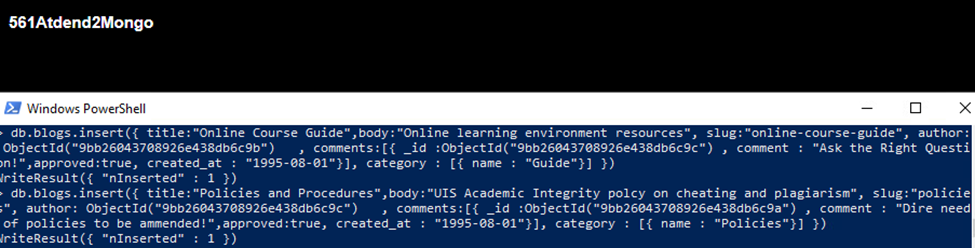 561Atdend2Mongo
Windows PowerShell
> db.blogs.insert({ title:"Online Course Guide",body:"Online learning environment resources", slug:"online-course-guide", author:
ObjectId("9bb26043708926e438db6c9b")   , comments:[{ _id :ObjectId("9bb26043708926e438db6c9c") , comment : "Ask the Right Questi
on!",approved:true, created_at : "1995-08-01"}], category : [{ name : "Guide"}] })
WriteResult({ "nInserted" : 1 })
> db.blogs.insert({ title:"Policies and Procedures",body:"UIS Academic Integrity polcy on cheating and plagiarism", slug:"policie
s", author: ObjectId("9bb26043708926e438db6c9c")   , comments:[{ _id :ObjectId("9bb26043708926e438db6c9a") , comment : "Dire need
of policies to be ammended!",approved:true, created_at : "1995-08-01"}], category : [{ name : "Policies"}] })
WriteResult({ "nInserted" : 1 })